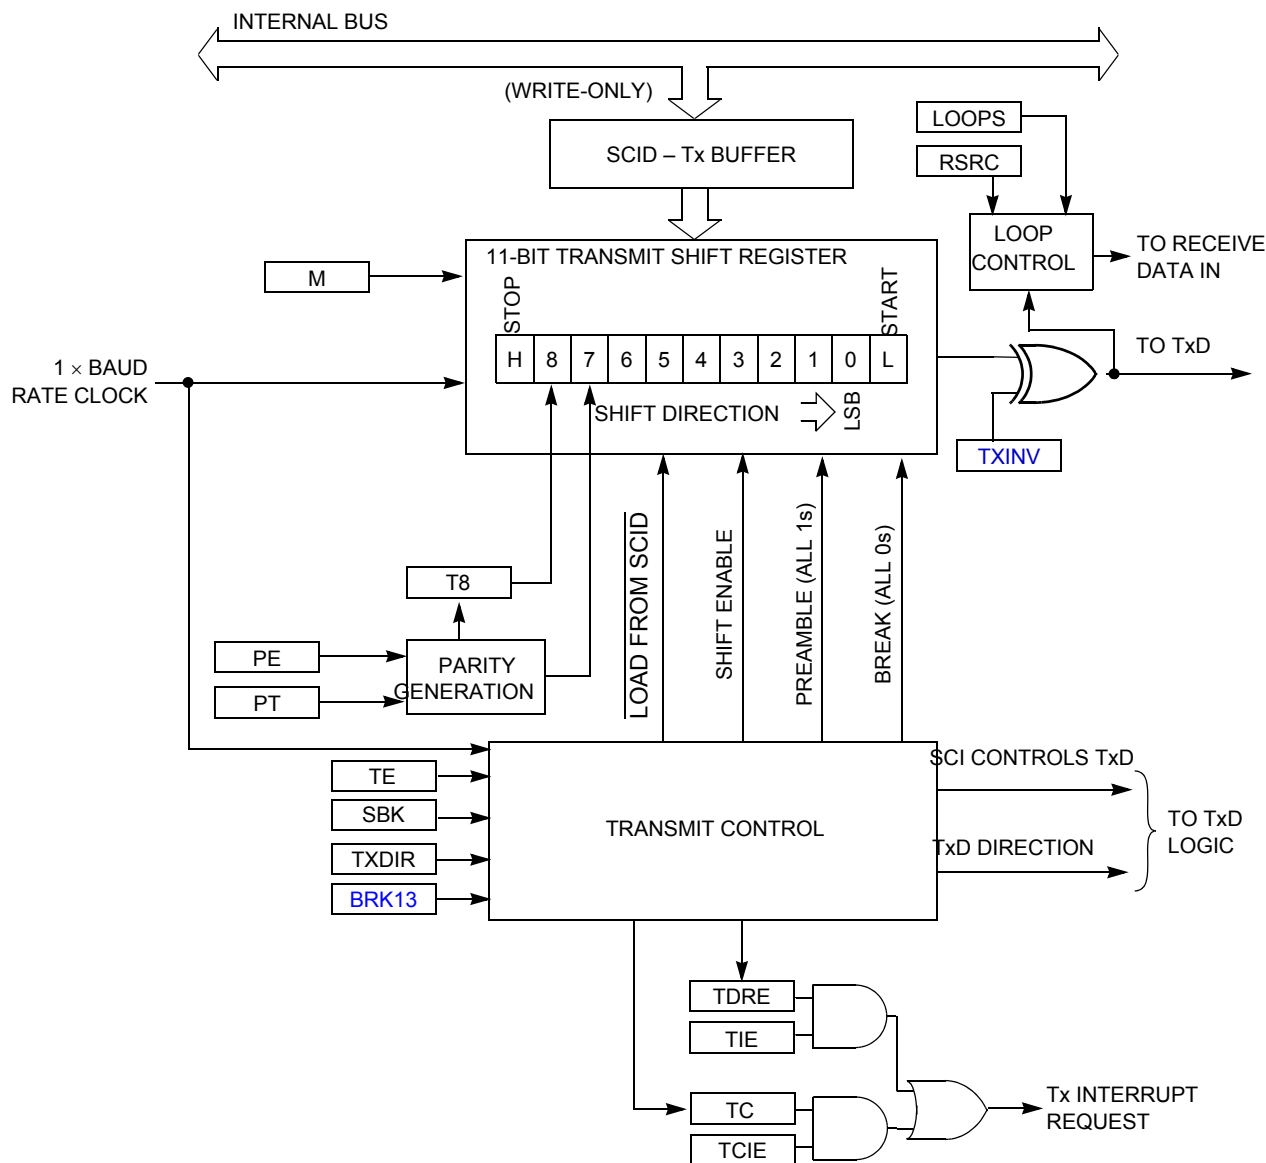 INTERNAL BUS
(WRITE-ONLY)
LOOPS
SCID – Tx BUFFER
RSRC
LOOP
CONTROL
TO RECEIVE
DATA IN
11-BIT TRANSMIT SHIFT REGISTER
M
STOP
START
H 8 7 6 5 4 3 2 1 0 L
TO TxD
1 × BAUD
RATE CLOCK
SHIFT DIRECTION
LSB
TXINV
LOAD FROM SCID
SHIFT ENABLE
PREAMBLE (ALL 1s)
BREAK (ALL 0s)
T8
PE
PT
PARITY
GENERATION
TE
SBK
TXDIR
BRK13
TRANSMIT CONTROL
SCI CONTROLS TxD
TxD DIRECTION
TO TxD
LOGIC
TDRE
TIE
TC
TCIE
Tx INTERRUPT
REQUEST